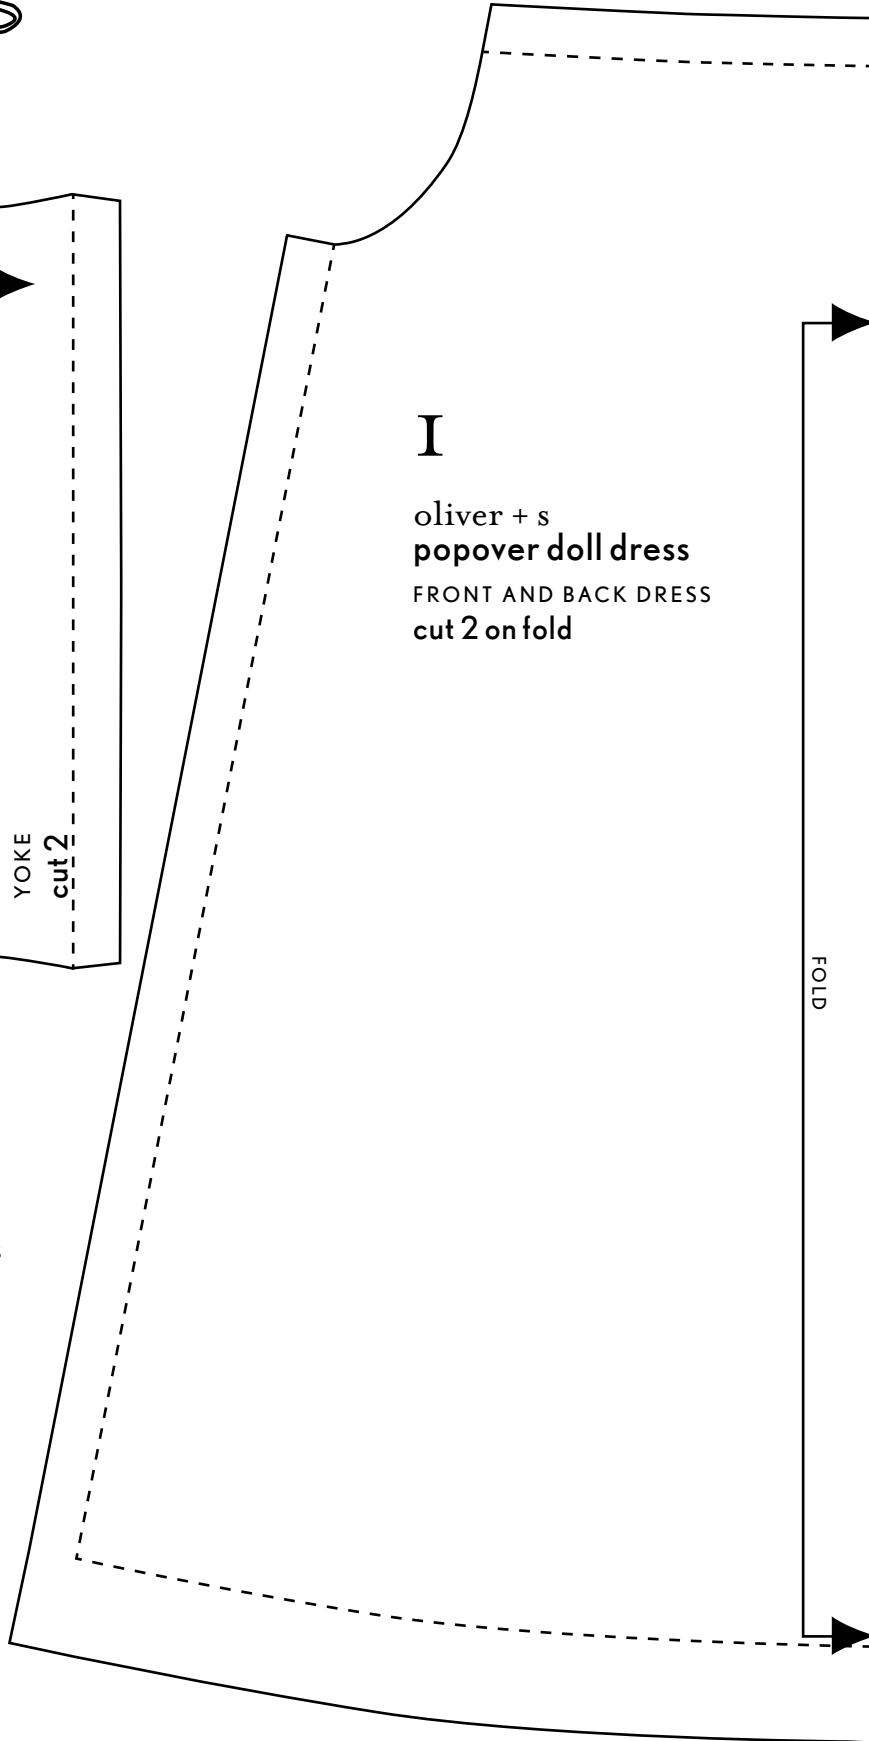 I
oliver + s
popover doll dress
FRONT AND BACK DRESS
cut 2 on fold
FOLD
YOKE
cut 2